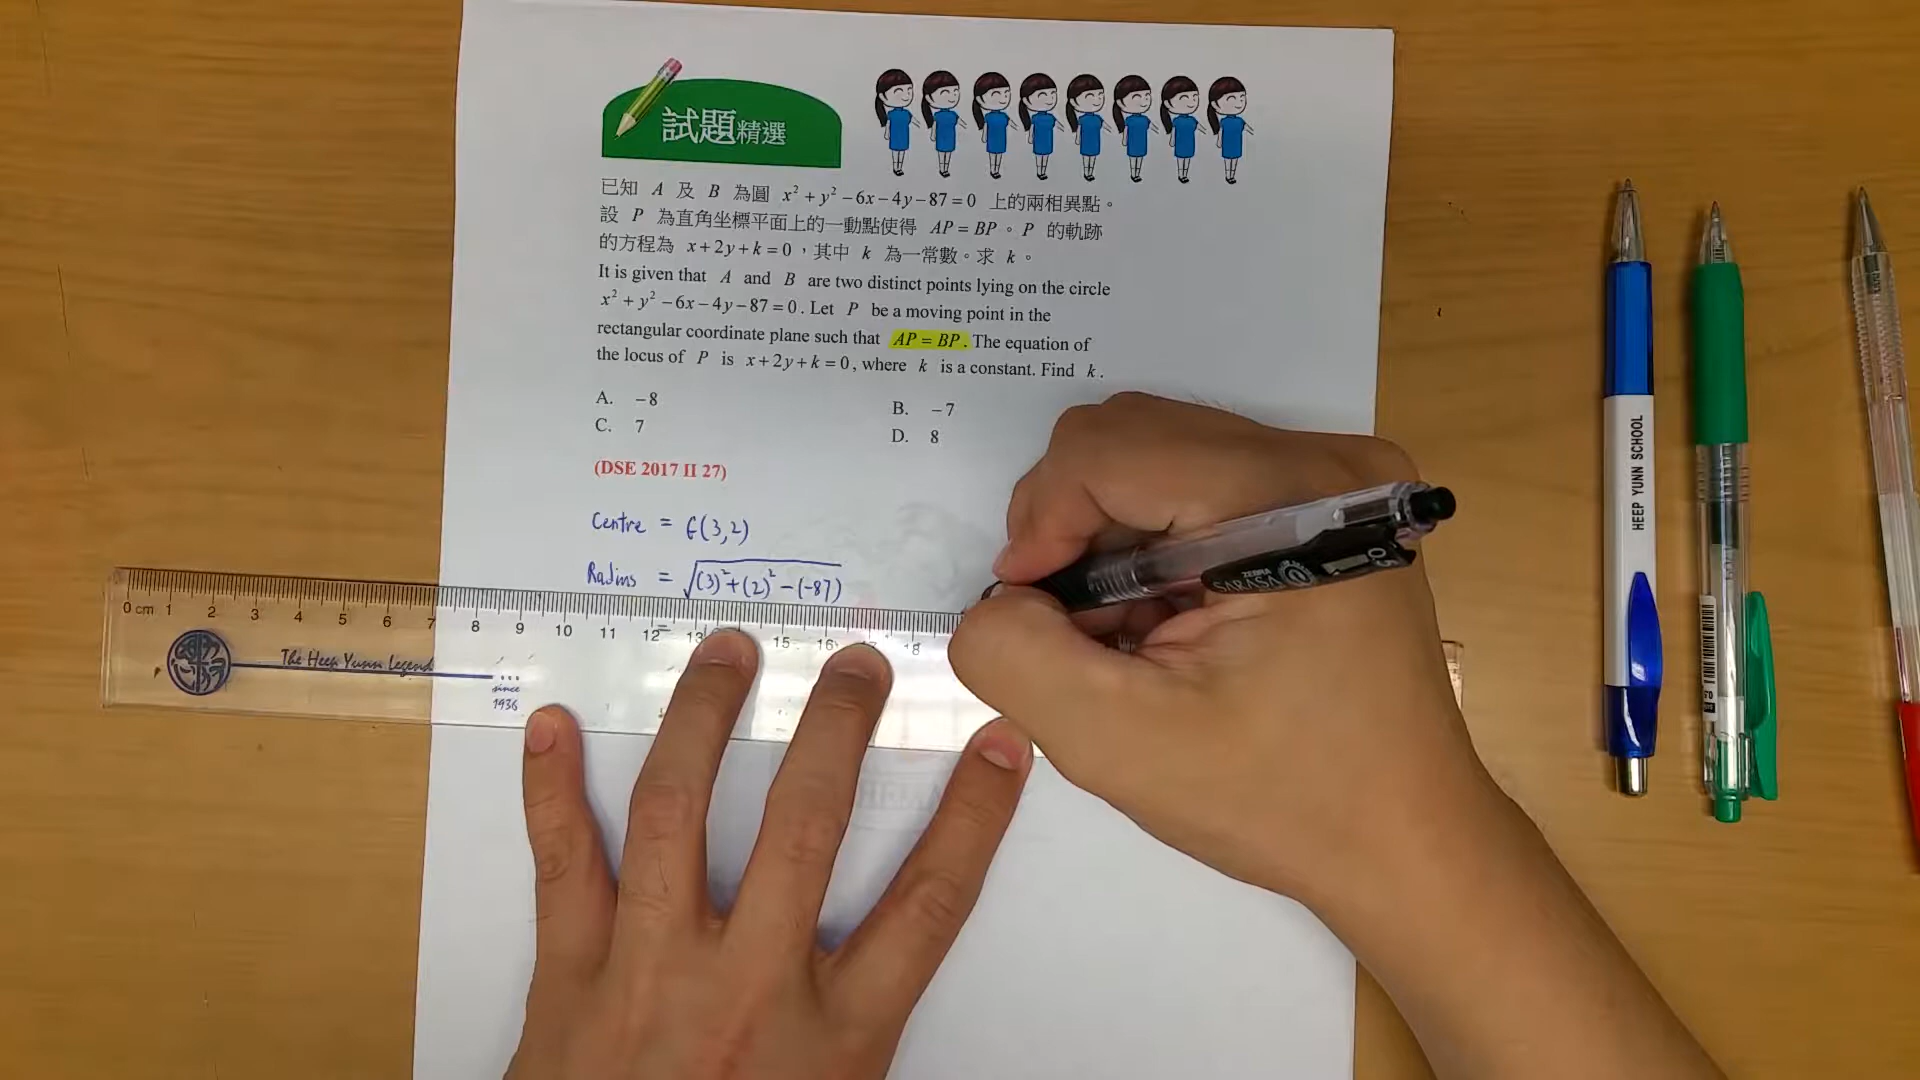 試題精選
已知 A 及 B 為圓 x² + y² − 6x − 4y − 87 = 0 上的兩相異點。
設 P 為直角坐標平面上的一動點使得 AP = BP。P 的軌跡
的方程為 x + 2y + k = 0，其中 k 為一常數。求 k。
It is given that A and B are two distinct points lying on the circle
x² + y² − 6x − 4y − 87 = 0. Let P be a moving point in the
rectangular coordinate plane such that AP = BP. The equation of
the locus of P is x + 2y + k = 0, where k is a constant. Find k.
A. −8
B. −7
C. 7
D. 8
(DSE 2017 II 27)
Centre = G(3,2)
Radius = √(3)²+(2)²−(−87)
0 cm 1 2 3 4 5 6 7 8 9 10 11 12 13 15 16 17 18
The Heep Yunn Legend ...
since
1936
HEEP YUNN SCHOOL
ZEBRA
SARASA
0.5